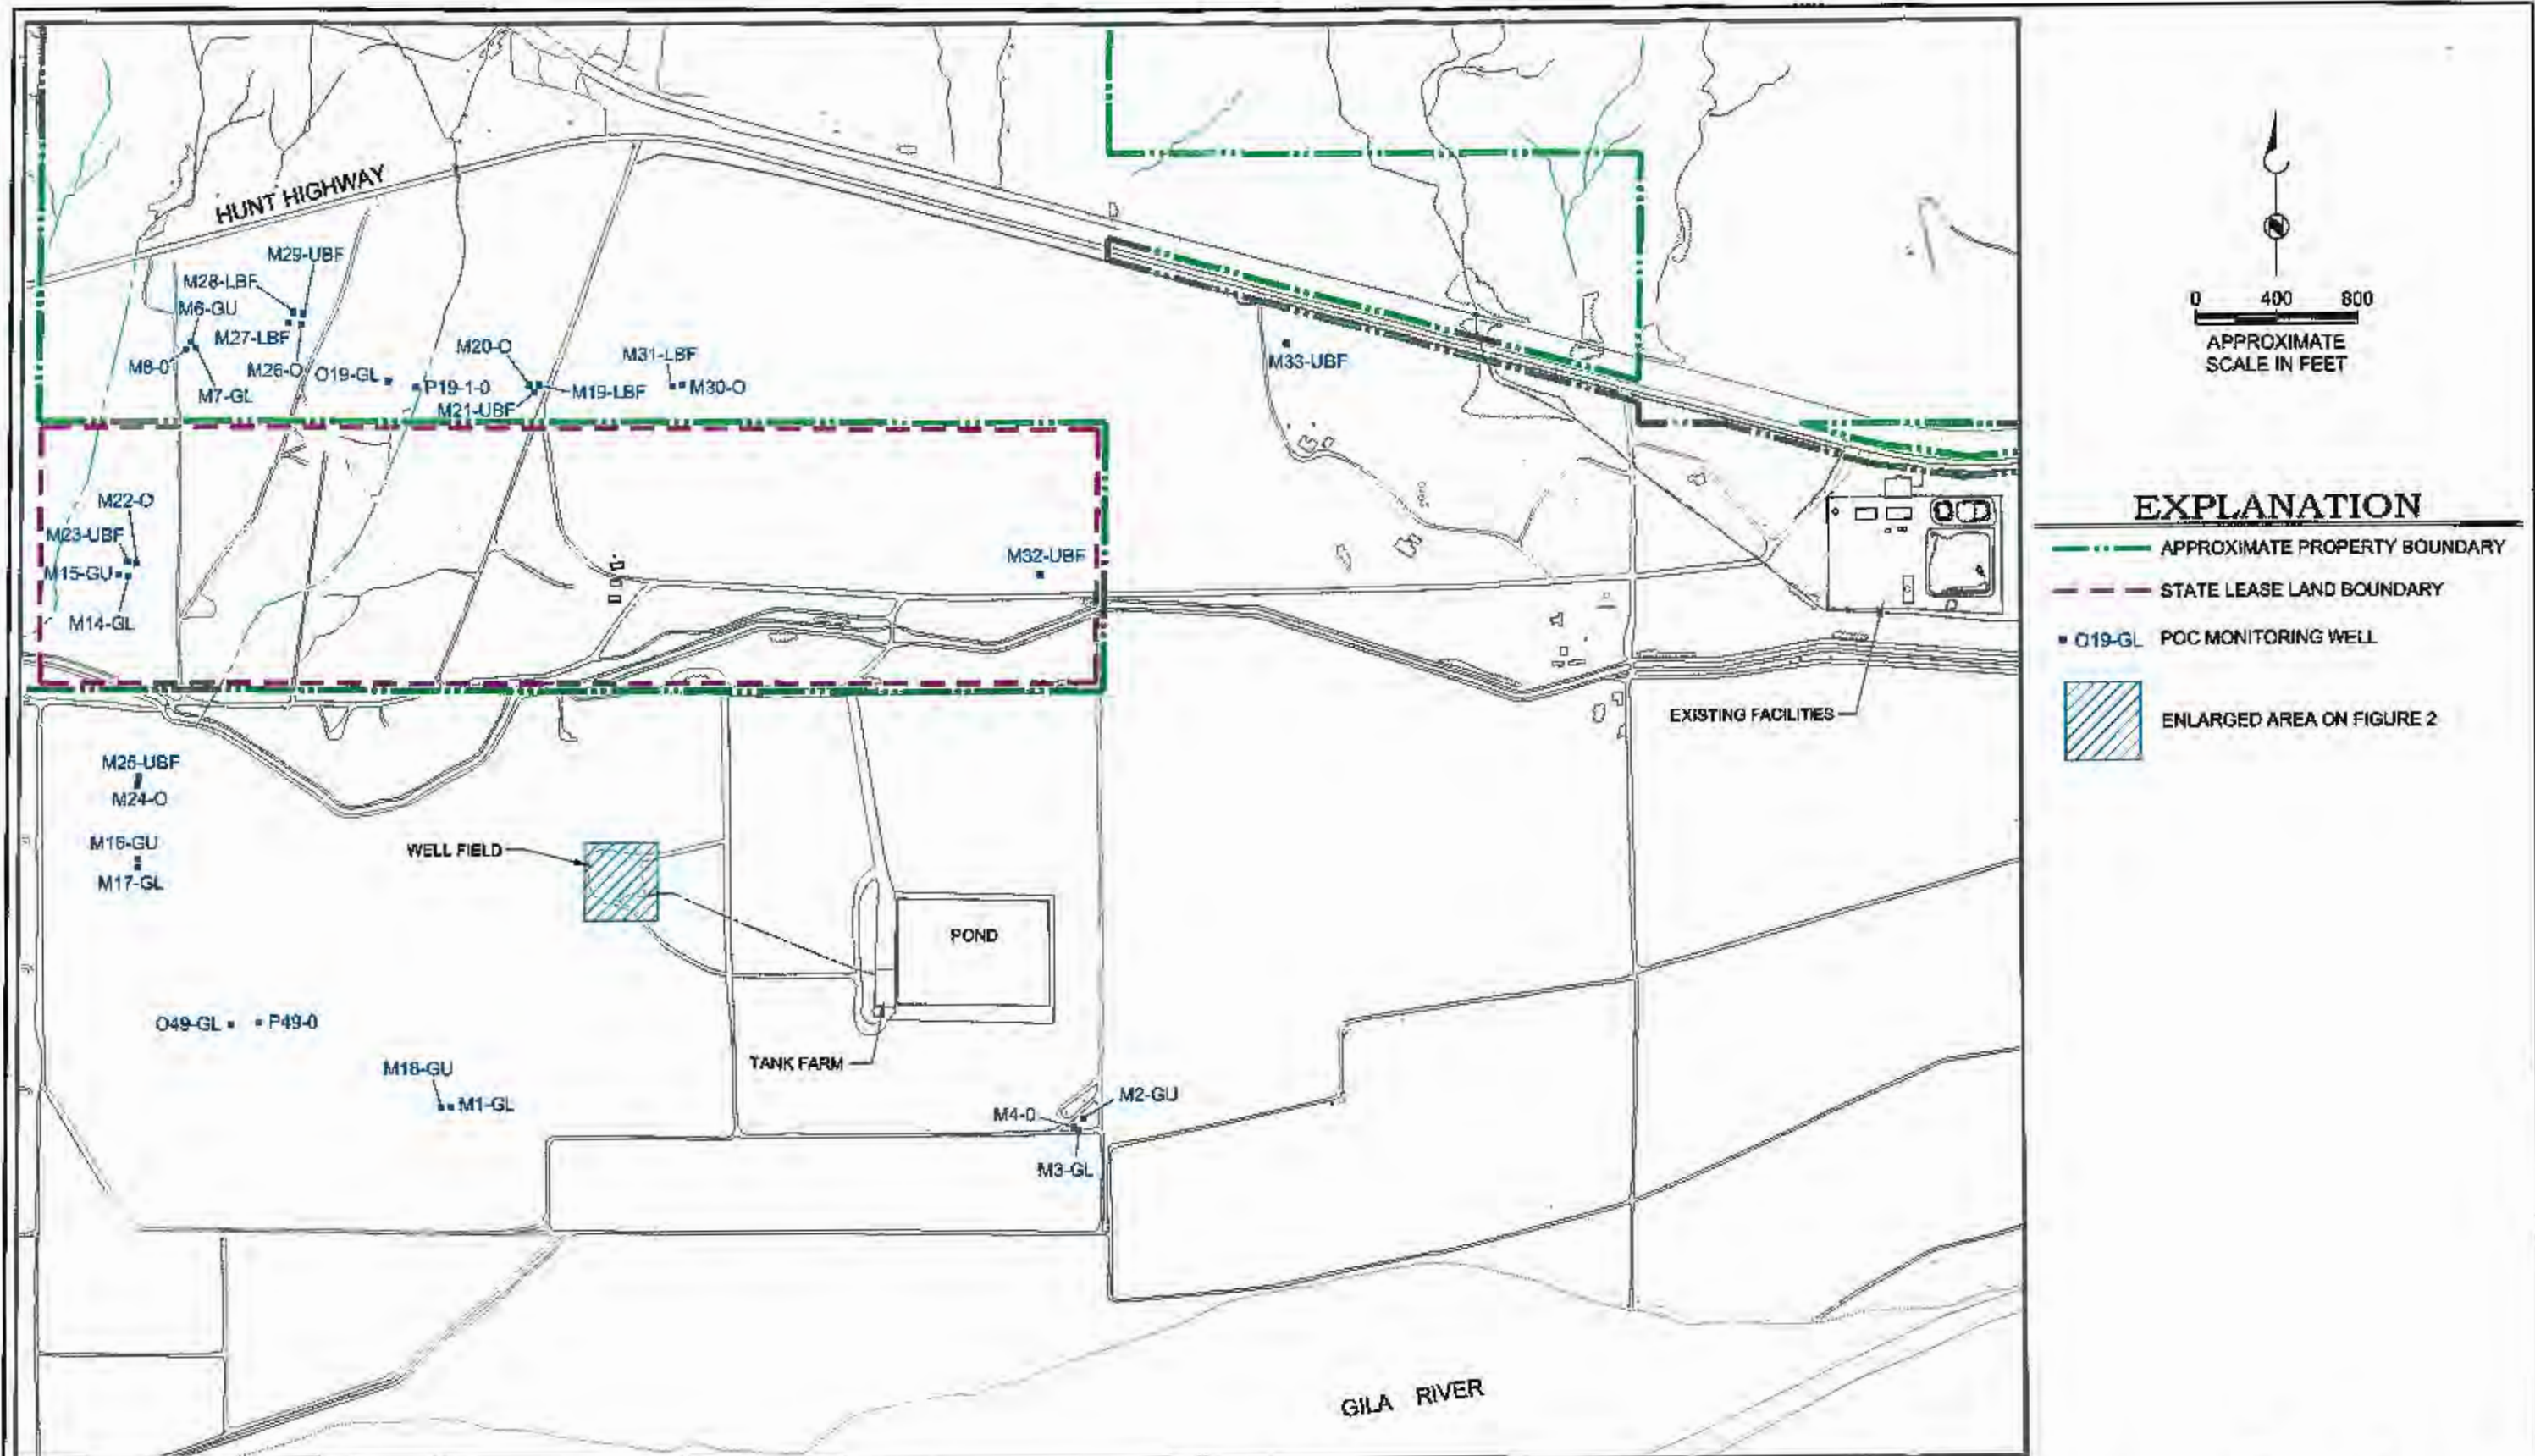 HUNT HIGHWAY
M29-UBF
M28-LBF
M6-GU
M27-LBF
M8-0
M26-O
O19-GL
M7-GL
P19-1-0
M20-O
M21-UBF
M19-LBF
M31-LBF
M30-O
M33-UBF
M22-O
M23-UBF
M15-GU
M14-GL
M32-UBF
M25-UBF
M24-O
M16-GU
M17-GL
WELL FIELD
POND
TANK FARM
EXISTING FACILITIES
O49-GL
P49-0
M18-GU
M1-GL
M4-0
M2-GU
M3-GL
GILA RIVER
0 400 800
APPROXIMATE
SCALE IN FEET
EXPLANATION
APPROXIMATE PROPERTY BOUNDARY
STATE LEASE LAND BOUNDARY
O19-GL POC MONITORING WELL
ENLARGED AREA ON FIGURE 2